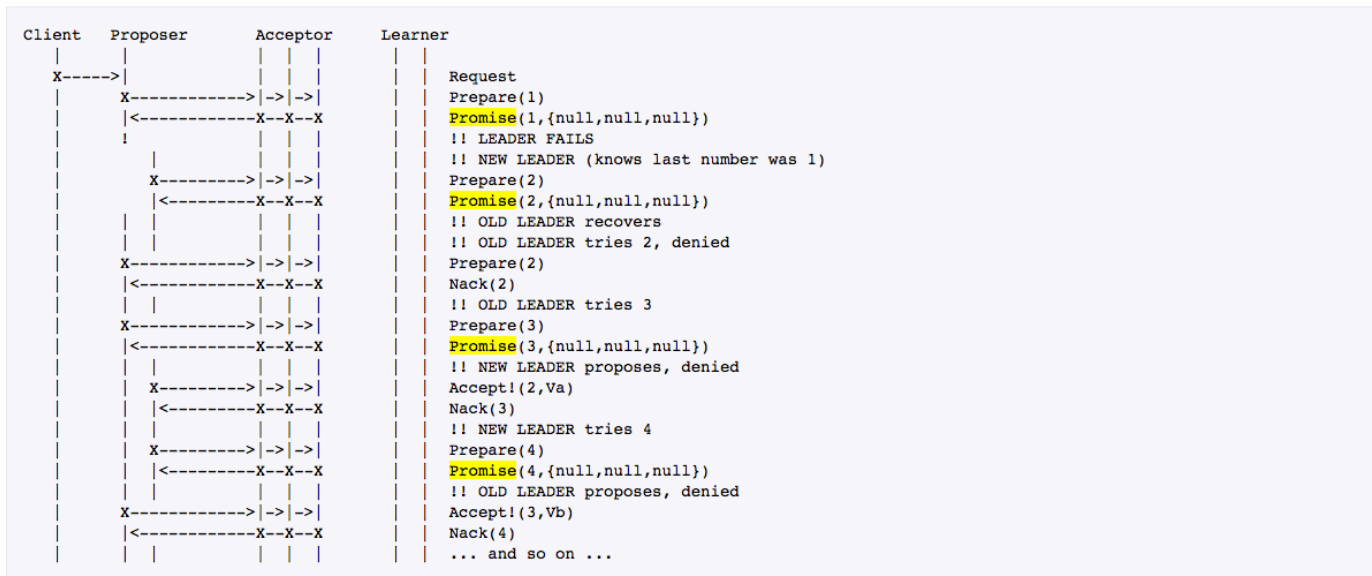 Client   Proposer        Acceptor     Learner
   |       |             |  |  |       |  |
   X----->|             |  |  |       |  |  Request
   |       X------------>|->|->|       |  |  Prepare(1)
   |       |<------------X--X--X       |  |  Promise(1,{null,null,null})
   |       !             |  |  |       |  |  !! LEADER FAILS
   |          |          |  |  |       |  |  !! NEW LEADER (knows last number was 1)
   |          X--------->|->|->|       |  |  Prepare(2)
   |          |<---------X--X--X       |  |  Promise(2,{null,null,null})
   |       |  |          |  |  |       |  |  !! OLD LEADER recovers
   |       |  |          |  |  |       |  |  !! OLD LEADER tries 2, denied
   |       X------------>|->|->|       |  |  Prepare(2)
   |       |<------------X--X--X       |  |  Nack(2)
   |       |  |          |  |  |       |  |  !! OLD LEADER tries 3
   |       X------------>|->|->|       |  |  Prepare(3)
   |       |<------------X--X--X       |  |  Promise(3,{null,null,null})
   |       |  |          |  |  |       |  |  !! NEW LEADER proposes, denied
   |       |  X--------->|->|->|       |  |  Accept!(2,Va)
   |       |  |<---------X--X--X       |  |  Nack(3)
   |       |  |          |  |  |       |  |  !! NEW LEADER tries 4
   |       |  X--------->|->|->|       |  |  Prepare(4)
   |       |  |<---------X--X--X       |  |  Promise(4,{null,null,null})
   |       |  |          |  |  |       |  |  !! OLD LEADER proposes, denied
   |       X------------>|->|->|       |  |  Accept!(3,Vb)
   |       |<------------X--X--X       |  |  Nack(4)
   |       |  |          |  |  |       |  |  ... and so on ...